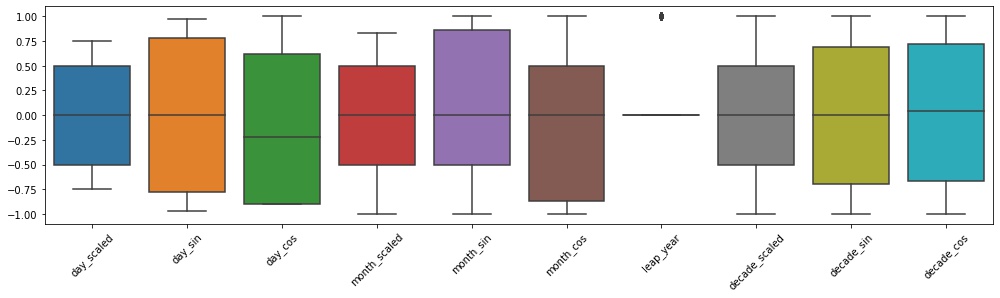 1.00
0.75
0.50
0.25
0.00
−0.25
−0.50
−0.75
−1.00
day_scaled
day_sin
day_cos
month_scaled
month_sin
month_cos
leap_year
decade_scaled
decade_sin
decade_cos